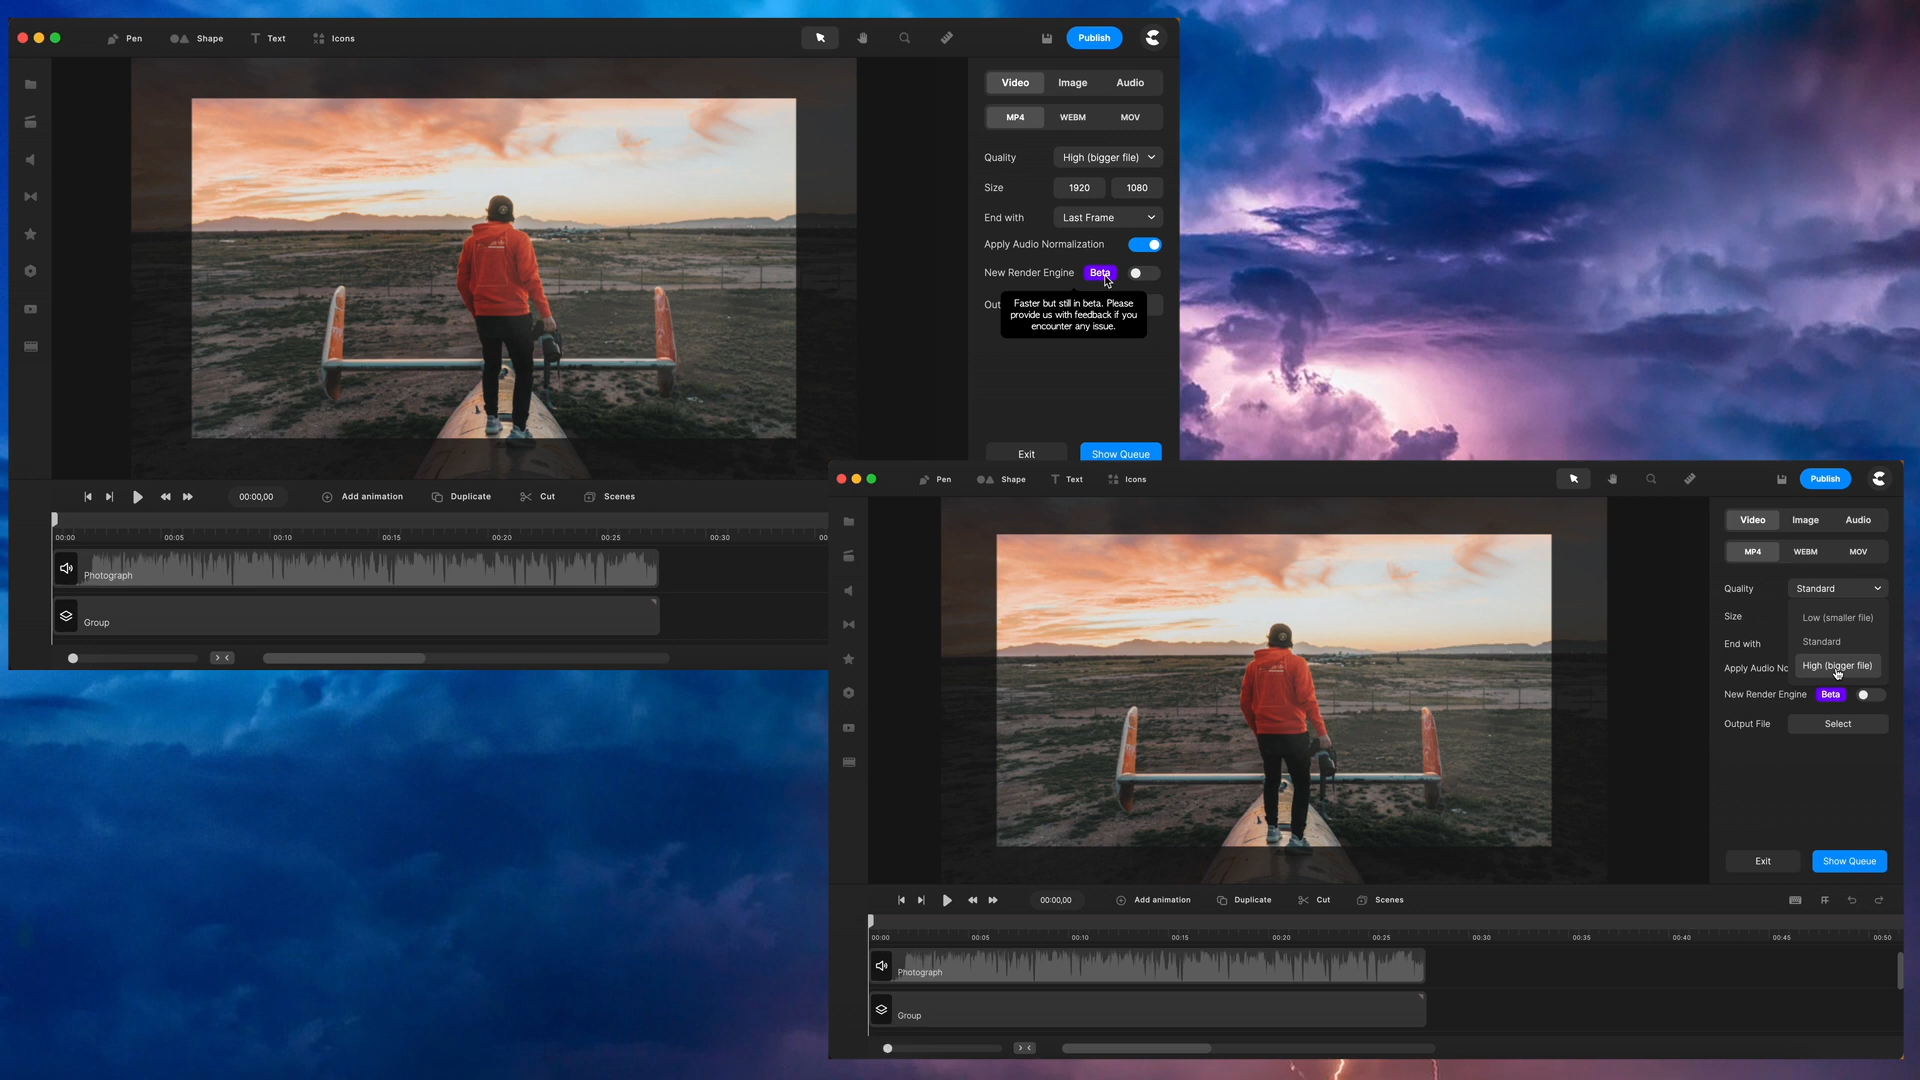 Pen Shape Text Icons
Publish
Video Image Audio
MP4 WEBM MOV
Quality High (bigger file)
Size 1920 1080
End with Last Frame
Apply Audio Normalization
New Render Engine Beta
Out
Faster but still in beta. Please
provide us with feedback if you
encounter any issue.
Exit Show Queue
00:00,00 Add animation Duplicate Cut Scenes
00:00 00:05 00:10 00:15 00:20 00:25 00:30 00
Photograph
Group
Pen Shape Text Icons
Publish
Video Image Audio
MP4 WEBM MOV
Quality Standard
Size Low (smaller file)
Standard
End with
High (bigger file)
Apply Audio No
New Render Engine Beta
Output File Select
Exit Show Queue
00:00,00 Add animation Duplicate Cut Scenes
00:00 00:05 00:10 00:15 00:20 00:25 00:30 00:35 00:40 00:45 00:50
Photograph
Group